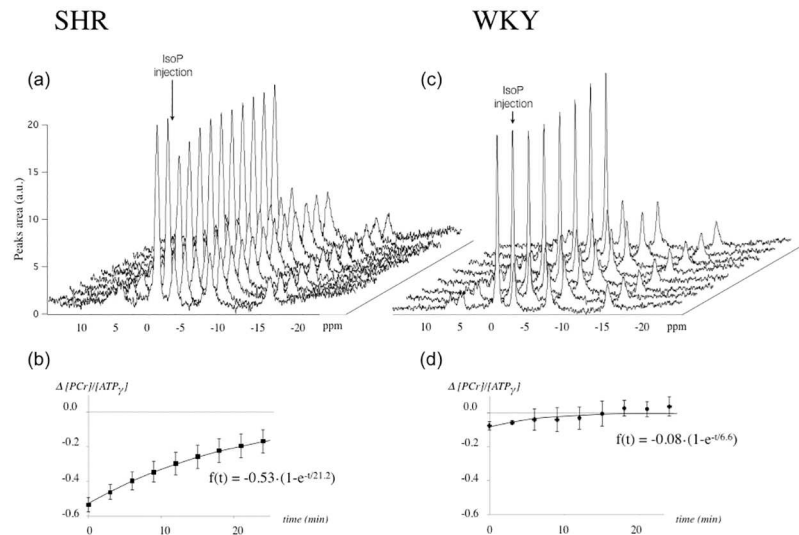 SHR
WKY
(a)
IsoP
injection
(c)
IsoP
injection
Peaks area (a.u.)
20
15
10
5
0
10 5 0 -5 -10 -15 -20 ppm
10 5 0 -5 -10 -15 -20 ppm
(b)
Δ [PCr]/[ATPγ]
0.0
-0.2
-0.4
-0.6
f(t) = -0.53·(1-e-t/21.2)
0 10 20
time (min)
(d)
Δ [PCr]/[ATPγ]
0.0
-0.2
-0.4
-0.6
f(t) = -0.08·(1-e-t/6.6)
0 10 20
time (min)